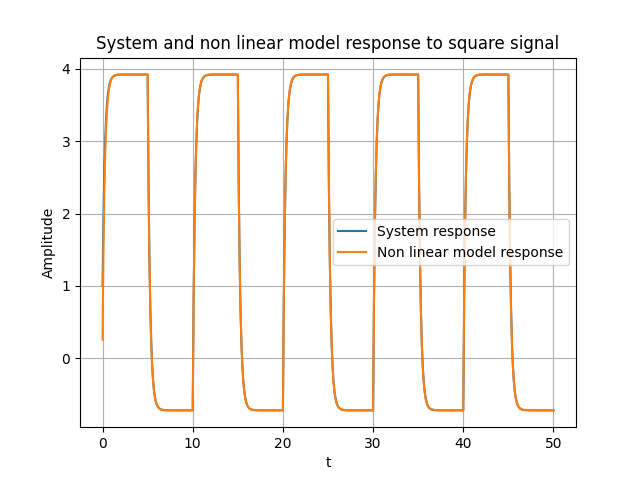 System and non linear model response to square signal
4
3
2
1
0
Amplitude
System response
Non linear model response
0 10 20 30 40 50
t